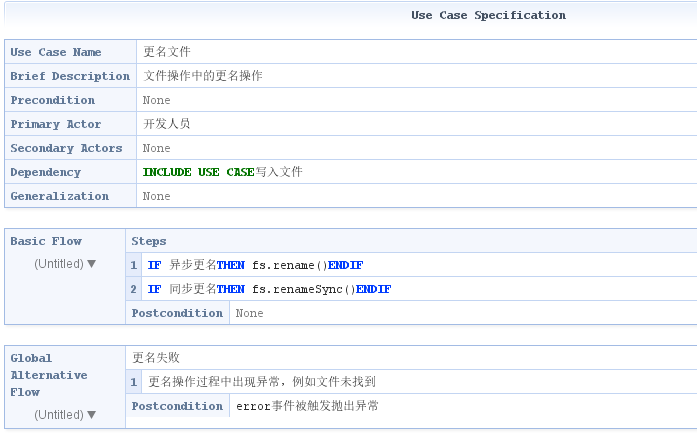 Use Case Specification
Use Case Name 更名文件
Brief Description 文件操作中的更名操作
Precondition None
Primary Actor 开发人员
Secondary Actors None
Dependency INCLUDE USE CASE写入文件
Generalization None
Basic Flow Steps
(Untitled) ▼
1 IF 异步更名THEN fs.rename()ENDIF
2 IF 同步更名THEN fs.renameSync()ENDIF
Postcondition None
Global Alternative Flow
(Untitled) ▼
更名失败
1 更名操作过程中出现异常，例如文件未找到
Postcondition error事件被触发抛出异常